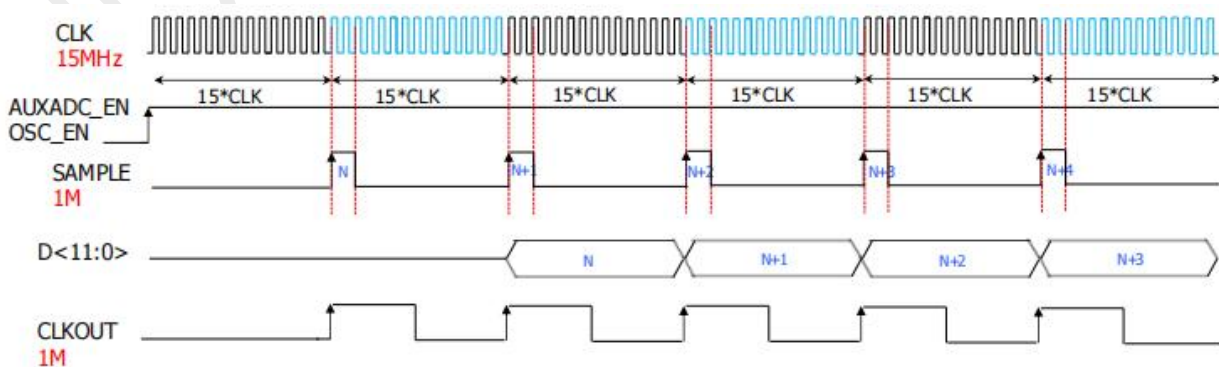 CLK
15MHz
15*CLK 15*CLK 15*CLK 15*CLK 15*CLK 15*CLK
AUXADC_EN
OSC_EN
SAMPLE
1M
N N+1 N+2 N+3 N+4
D<11:0>
N N+1 N+2 N+3
CLKOUT
1M